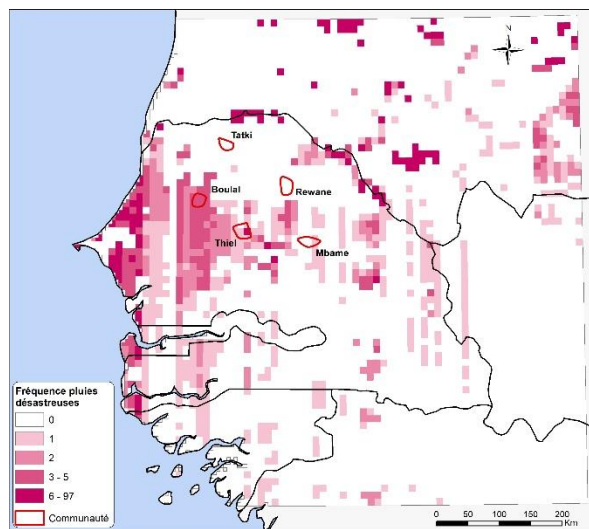 N
Tatki
Boulal
Rewane
Thiel
Mbame
Fréquence pluies
désastreuses
0
1
2
3 - 5
6 - 97
Communauté
0 50 100 150 200
Km